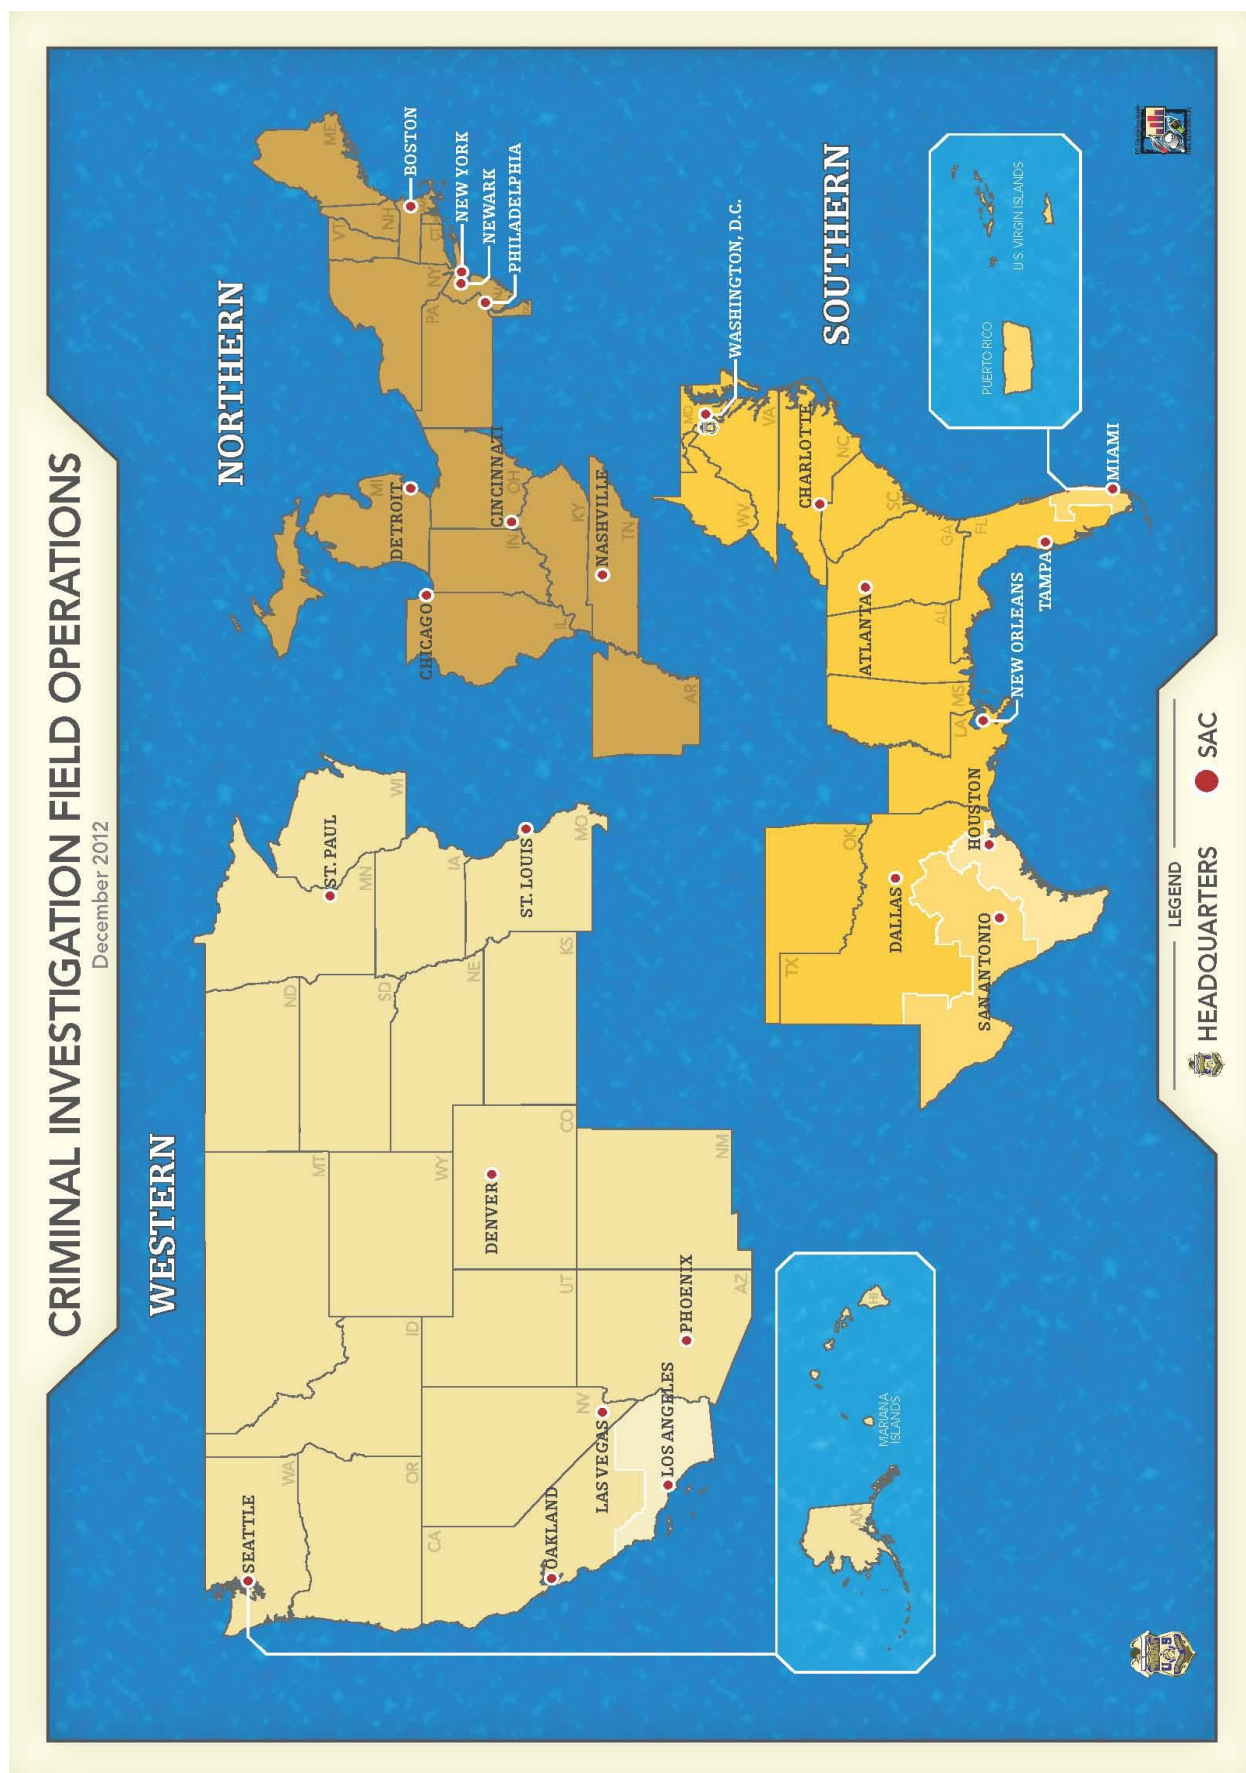 CRIMINAL INVESTIGATION FIELD OPERATIONS
December 2012
WESTERN
NORTHERN
SOUTHERN
SEATTLE
OAKLAND
LAS VEGAS
LOS ANGELES
PHOENIX
DENVER
ST. PAUL
ST. LOUIS
WA
OR
CA
NV
ID
MT
WY
UT
AZ
CO
NM
ND
SD
NE
KS
MN
IA
MO
WI
AK
HI
MARIANA
ISLANDS
CHICAGO
DETROIT
CINCINNATI
NASHVILLE
BOSTON
NEW YORK
NEWARK
PHILADELPHIA
MI
IL
IN
OH
KY
TN
AR
PA
NY
VT
NH
ME
CT
DALLAS
SAN ANTONIO
HOUSTON
NEW ORLEANS
ATLANTA
CHARLOTTE
WASHINGTON, D.C.
TAMPA
MIAMI
TX
OK
LA
MS
AL
GA
FL
SC
NC
VA
WV
MD
PUERTO RICO
U.S. VIRGIN ISLANDS
LEGEND
HEADQUARTERS
SAC